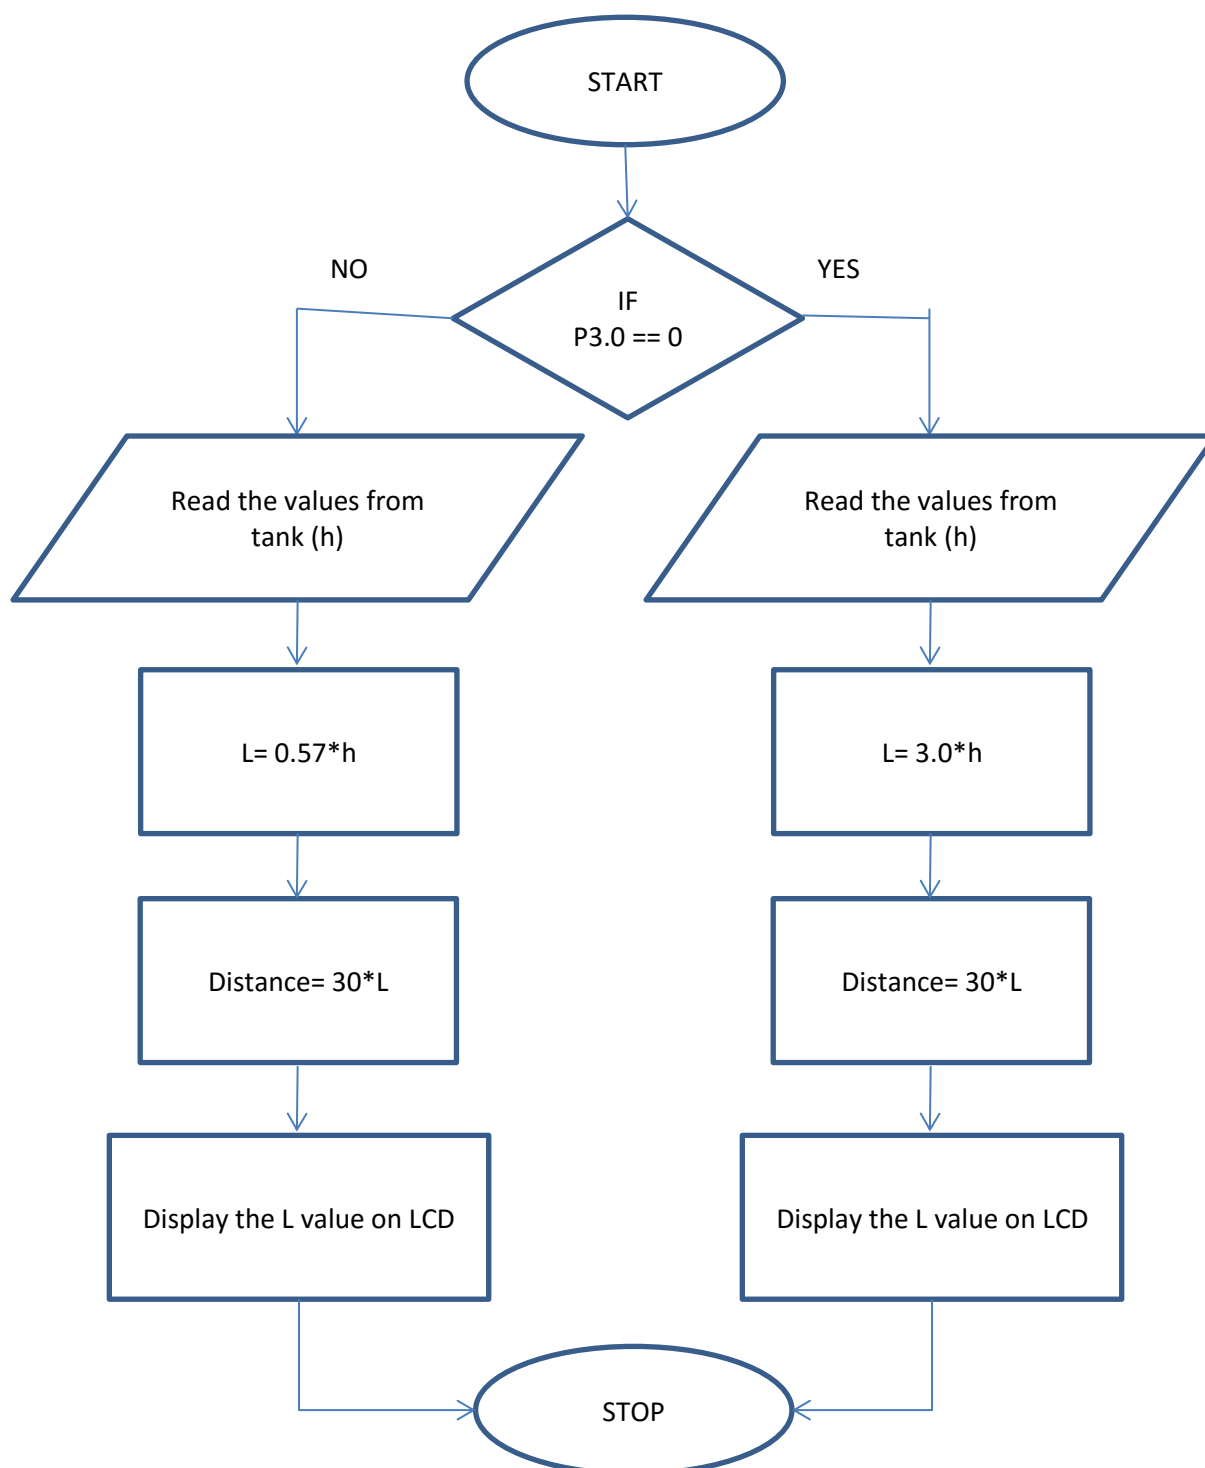 START
NO
YES
IF
P3.0 == 0
Read the values from
tank (h)
Read the values from
tank (h)
L= 0.57*h
L= 3.0*h
Distance= 30*L
Distance= 30*L
Display the L value on LCD
Display the L value on LCD
STOP